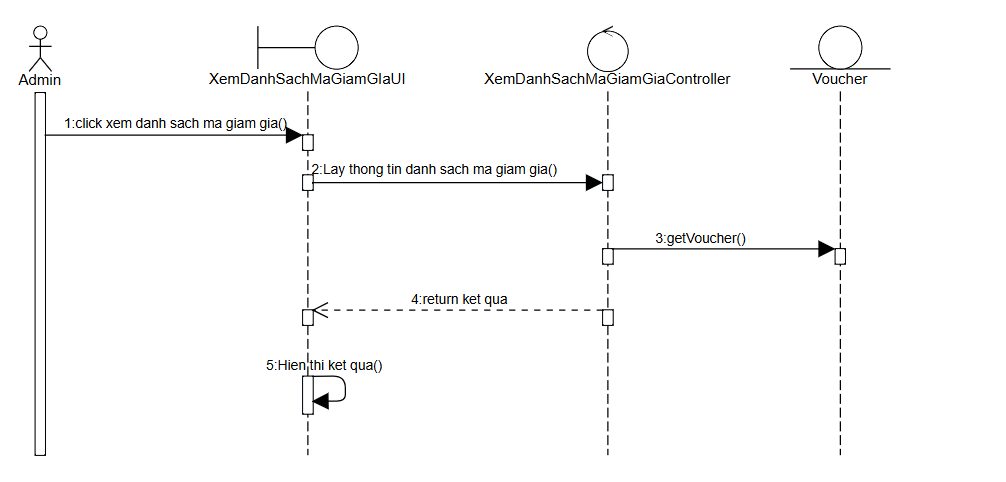 Admin
XemDanhSachMaGiamGIaUI
XemDanhSachMaGiamGiaController
Voucher
1:click xem danh sach ma giam gia()
2:Lay thong tin danh sach ma giam gia()
3:getVoucher()
4:return ket qua
5:Hien thi ket qua()